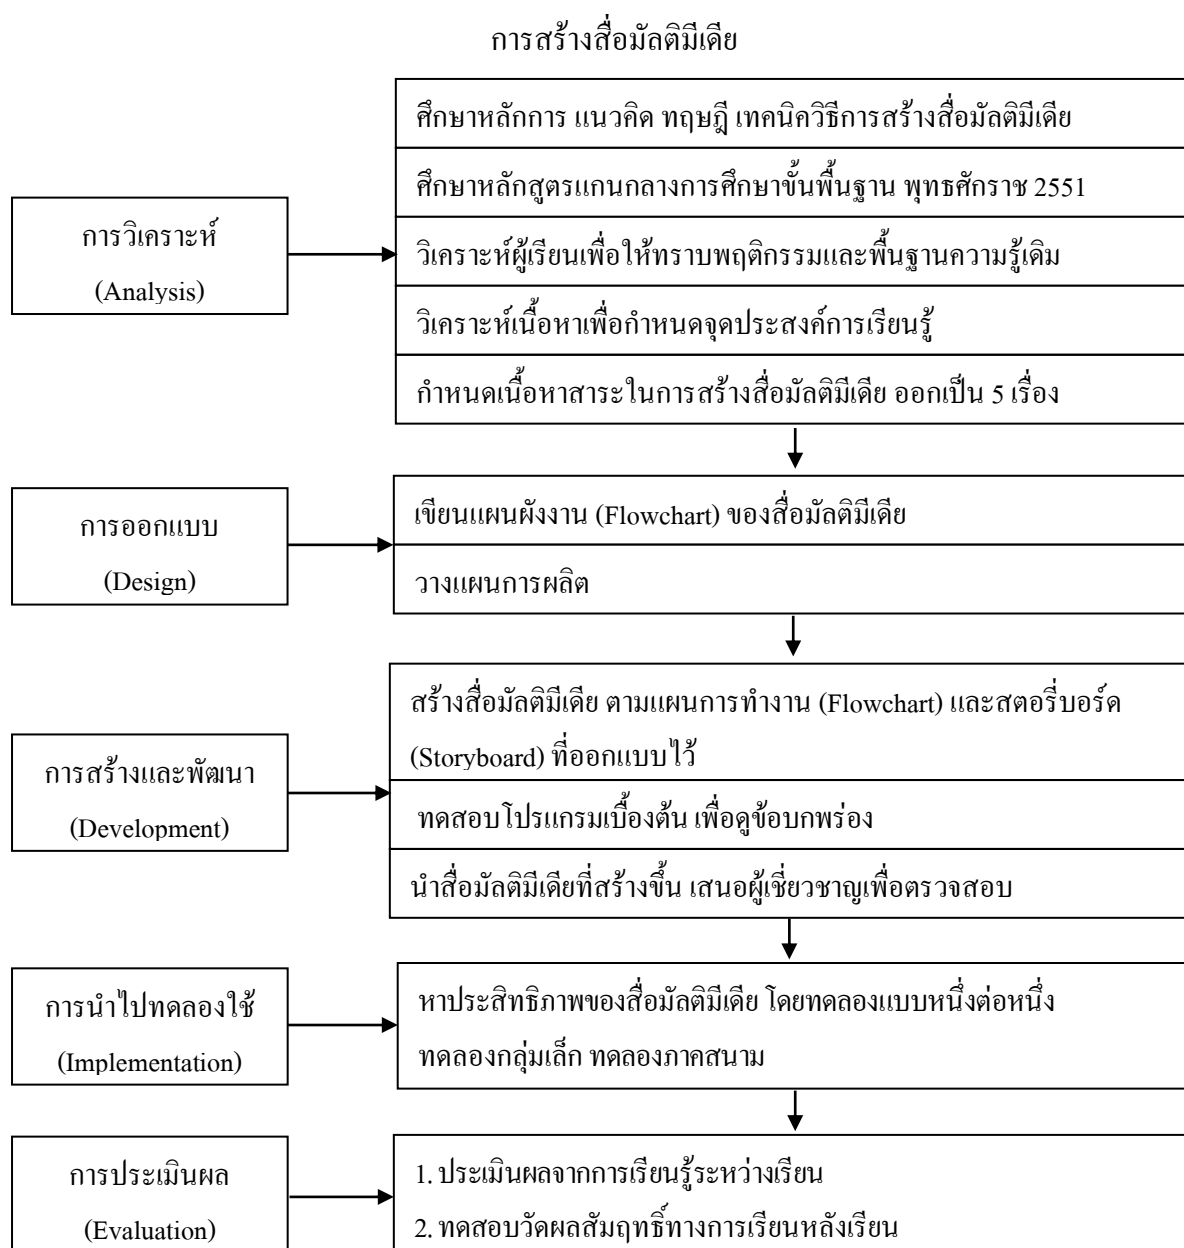 การสร้างสื่อมัลติมีเดีย
การวิเคราะห์
(Analysis)
ศึกษาหลักการ แนวคิด ทฤษฎี เทคนิควิธีการสร้างสื่อมัลติมีเดีย
ศึกษาหลักสูตรแกนกลางการศึกษาขั้นพื้นฐาน พุทธศักราช 2551
วิเคราะห์ผู้เรียนเพื่อให้ทราบพฤติกรรมและพื้นฐานความรู้เดิม
วิเคราะห์เนื้อหาเพื่อกำหนดจุดประสงค์การเรียนรู้
กำหนดเนื้อหาสาระในการสร้างสื่อมัลติมีเดีย ออกเป็น 5 เรื่อง
การออกแบบ
(Design)
เขียนแผนผังงาน (Flowchart) ของสื่อมัลติมีเดีย
วางแผนการผลิต
การสร้างและพัฒนา
(Development)
สร้างสื่อมัลติมีเดีย ตามแผนการทำงาน (Flowchart) และสตอรี่บอร์ด
(Storyboard) ที่ออกแบบไว้
ทดสอบโปรแกรมเบื้องต้น เพื่อดูข้อบกพร่อง
นำสื่อมัลติมีเดียที่สร้างขึ้น เสนอผู้เชี่ยวชาญเพื่อตรวจสอบ
การนำไปทดลองใช้
(Implementation)
หาประสิทธิภาพของสื่อมัลติมีเดีย โดยทดลองแบบหนึ่งต่อหนึ่ง
ทดลองกลุ่มเล็ก ทดลองภาคสนาม
การประเมินผล
(Evaluation)
1. ประเมินผลจากการเรียนรู้ระหว่างเรียน
2. ทดสอบวัดผลสัมฤทธิ์ทางการเรียนหลังเรียน